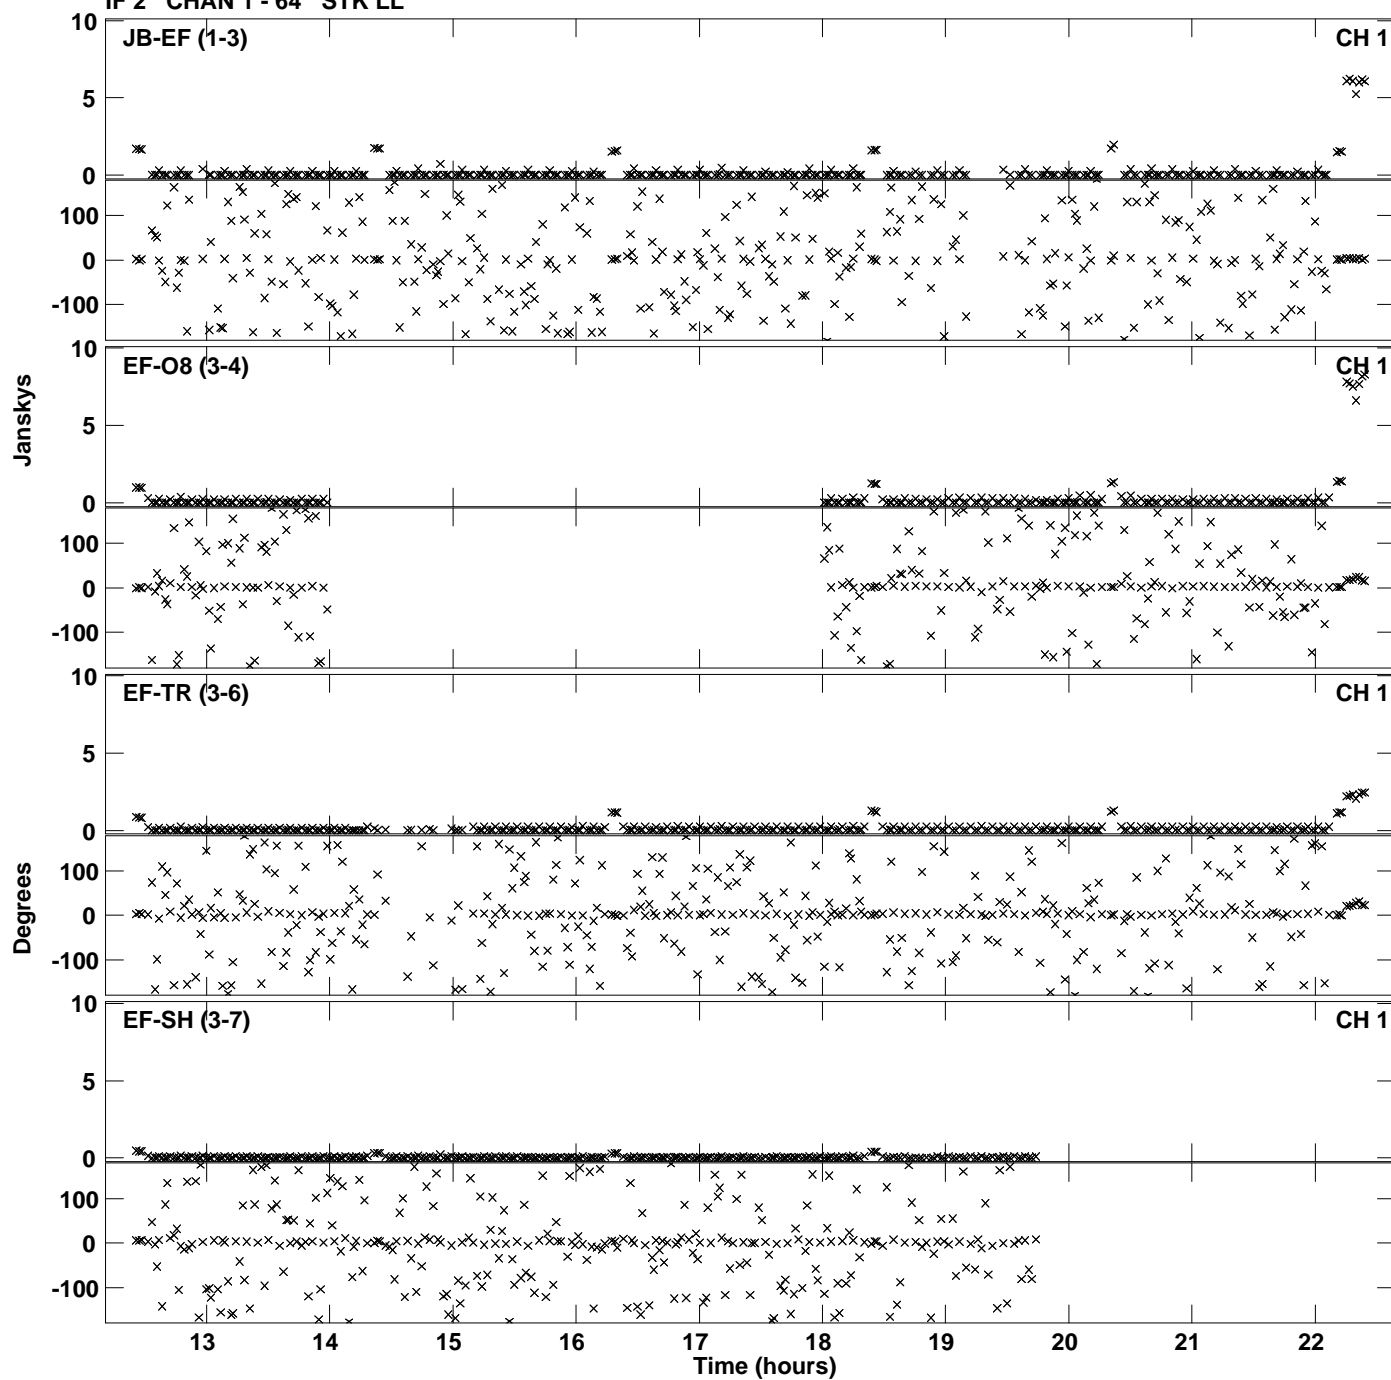 IF 2 CHAN 1 - 64 STK LL
10
JB-EF (1-3)
CH 1
5
0
100
0
-100
10
EF-O8 (3-4)
CH 1
5
0
100
0
-100
Janskys
10
EF-TR (3-6)
CH 1
5
0
100
0
-100
Degrees
10
EF-SH (3-7)
CH 1
5
0
100
0
-100
13 14 15 16 17 18 19 20 21 22
Time (hours)